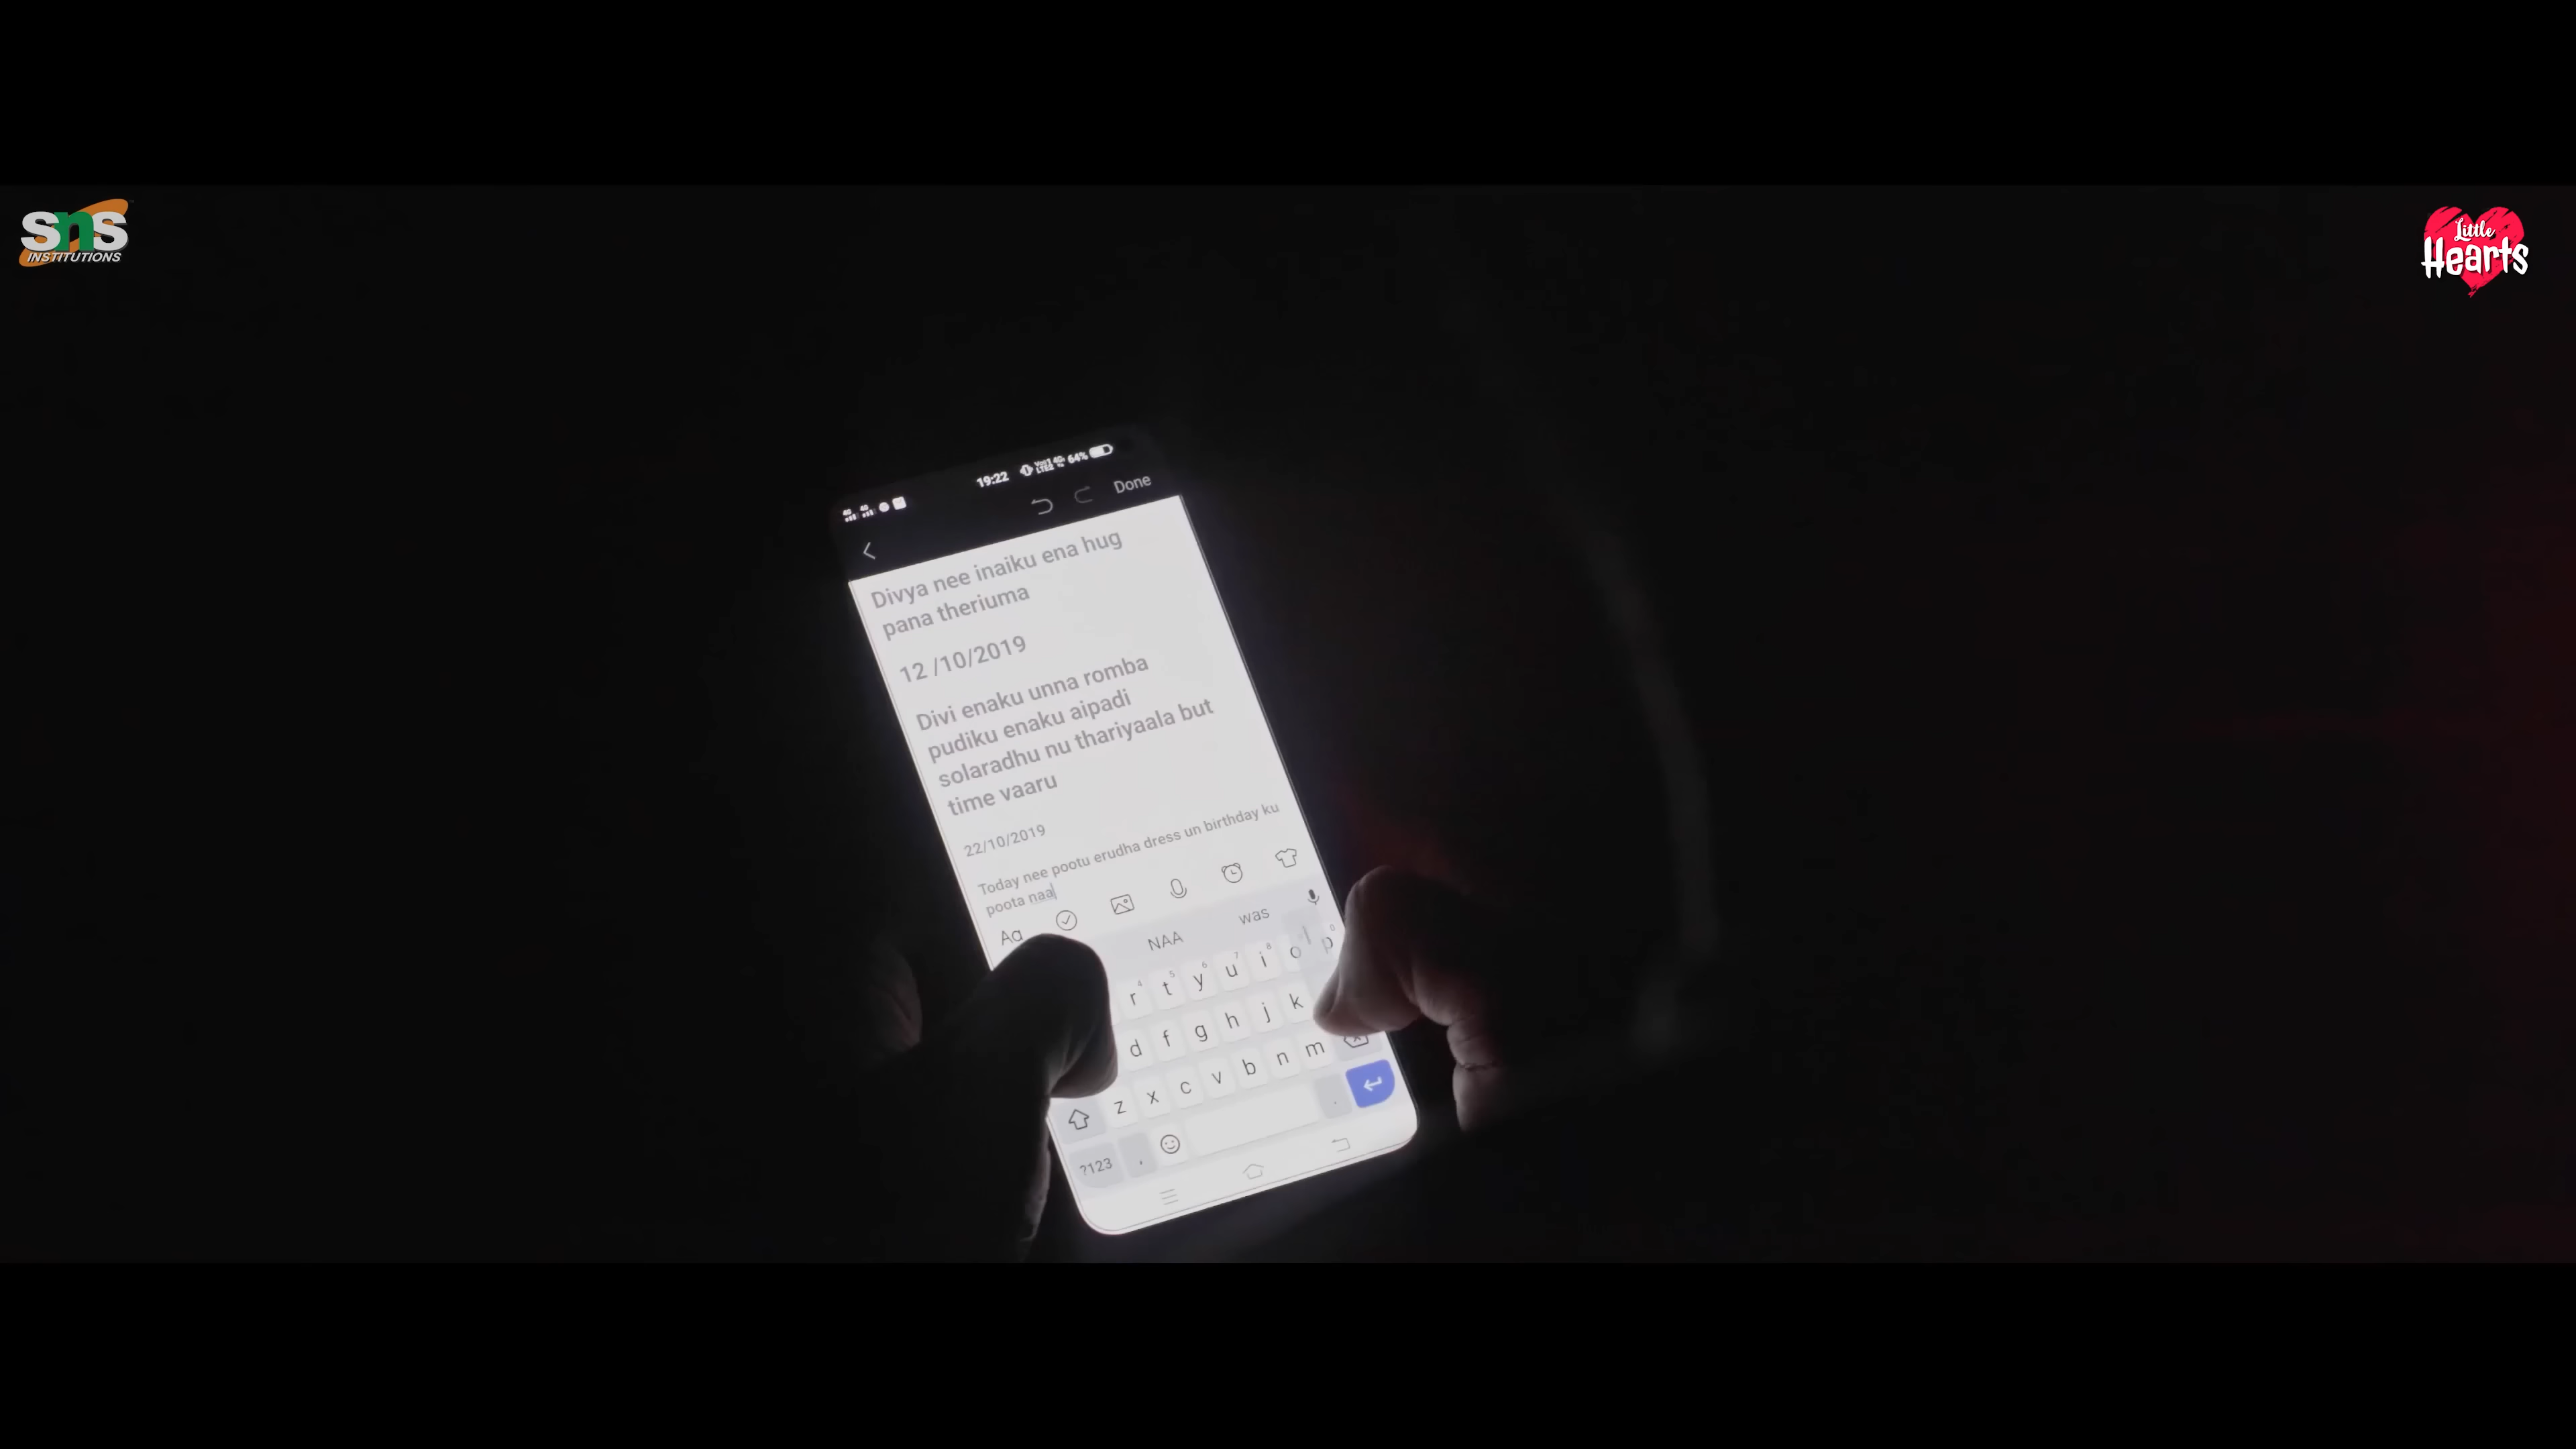 sns
INSTITUTIONS
Little
Hearts
19:22
64%
Done
Divya nee inaiku ena hug
pana theriuma
12 /10/2019
Divi enaku unna romba
pudiku enaku aipadi
solaradhu nu thariyaala but
time vaaru
22/10/2019
Today nee pootu erudha dress un birthday ku
poota naa
Aa
NAA was
r t y u i o p
d f g h j k l
z x c v b n m
?123 , .